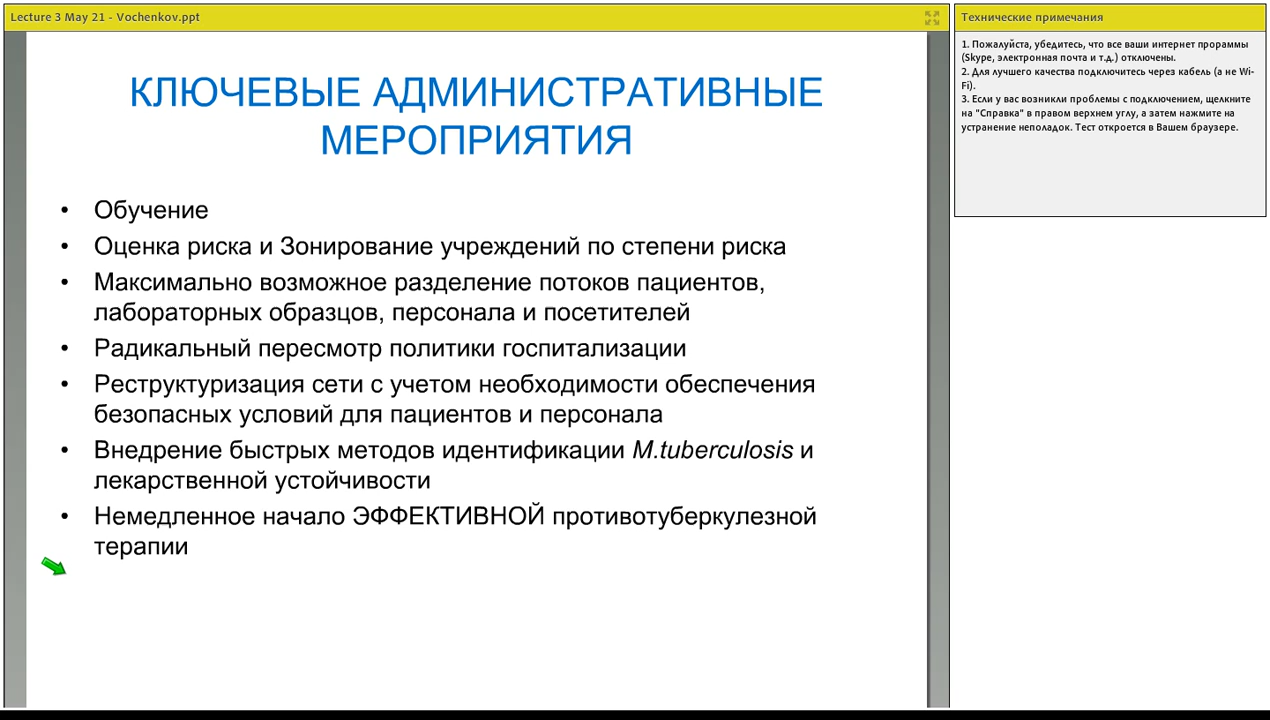 Lecture 3 May 21 - Vochenkov.ppt
КЛЮЧЕВЫЕ АДМИНИСТРАТИВНЫЕ
МЕРОПРИЯТИЯ
• Обучение
• Оценка риска и Зонирование учреждений по степени риска
• Максимально возможное разделение потоков пациентов,
лабораторных образцов, персонала и посетителей
• Радикальный пересмотр политики госпитализации
• Реструктуризация сети с учетом необходимости обеспечения
безопасных условий для пациентов и персонала
• Внедрение быстрых методов идентификации M.tuberculosis и
лекарственной устойчивости
• Немедленное начало ЭФФЕКТИВНОЙ противотуберкулезной
терапии
Технические примечания
1. Пожалуйста, убедитесь, что все ваши интернет прораммы
(Skype, электронная почта и т.д.) отключены.
2. Для лучшего качества подключитесь через кабель (а не Wi-
Fi).
3. Если у вас возникли проблемы с подключением, щелкните
на "Справка" в правом верхнем углу, а затем нажмите на
устранение неполадок. Тест откроется в Вашем браузере.